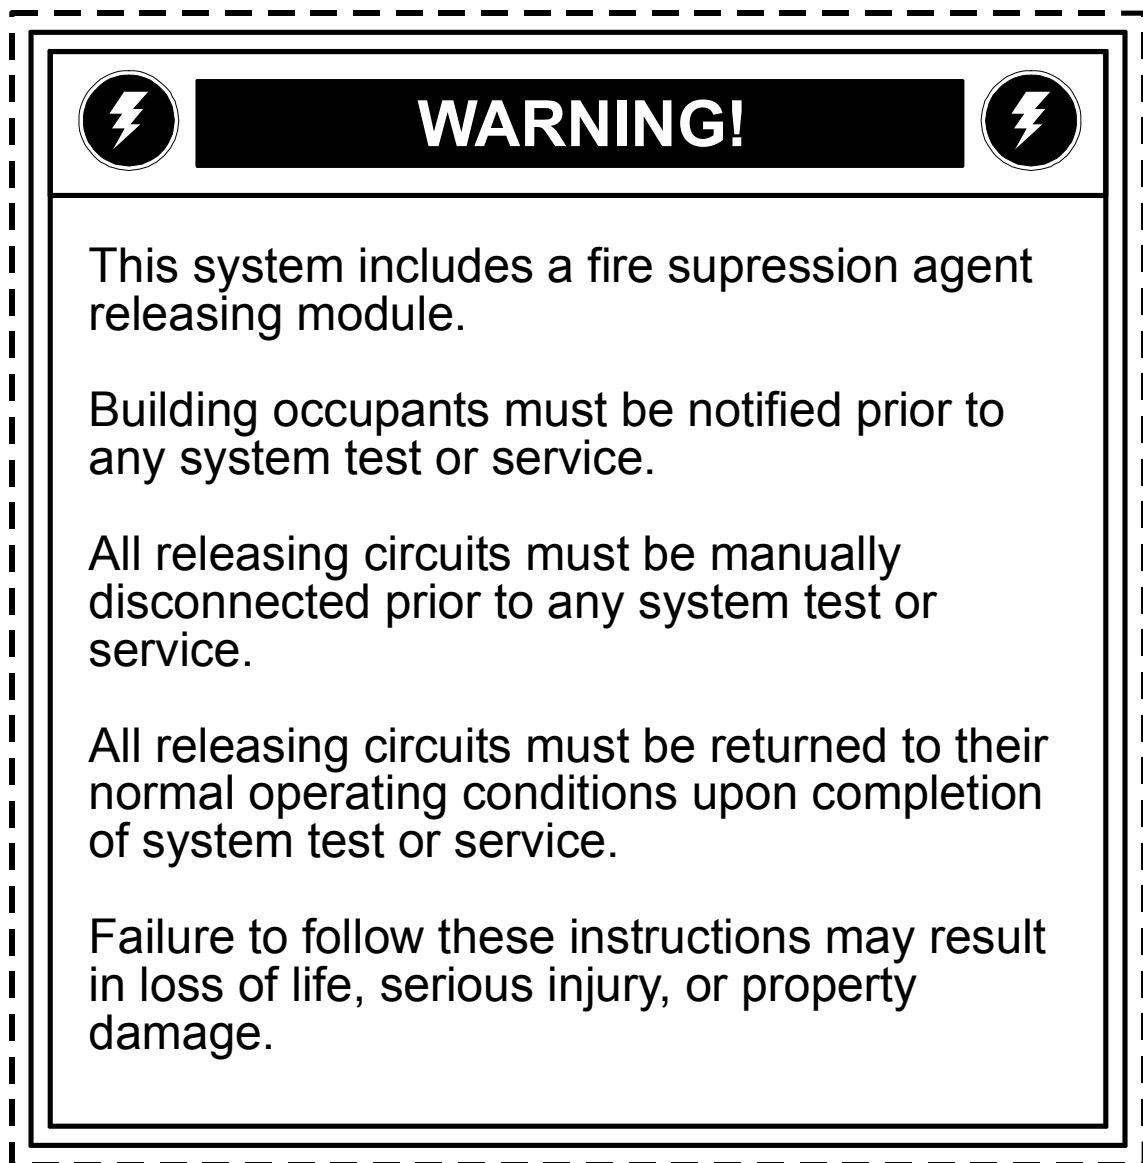 WARNING!
This system includes a fire supression agent
releasing module.
Building occupants must be notified prior to
any system test or service.
All releasing circuits must be manually
disconnected prior to any system test or
service.
All releasing circuits must be returned to their
normal operating conditions upon completion
of system test or service.
Failure to follow these instructions may result
in loss of life, serious injury, or property
damage.